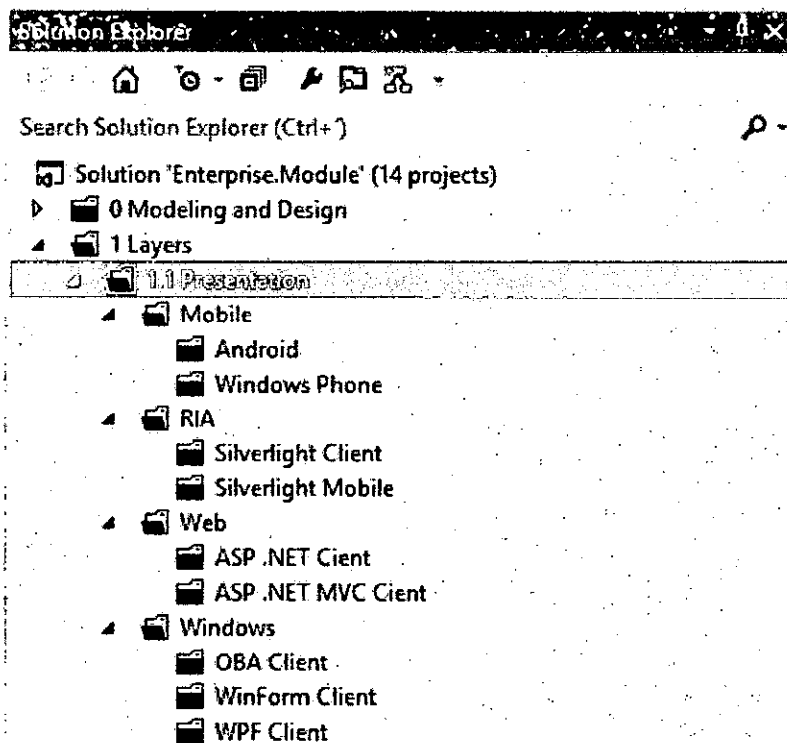 Solution Explorer
Search Solution Explorer (Ctrl+')
Solution 'Enterprise.Module' (14 projects)
0 Modeling and Design
1 Layers
1.1 Presentation
Mobile
Android
Windows Phone
RIA
Silverlight Client
Silverlight Mobile
Web
ASP .NET Cient
ASP .NET MVC Cient
Windows
OBA Client
WinForm Client
WPF Client